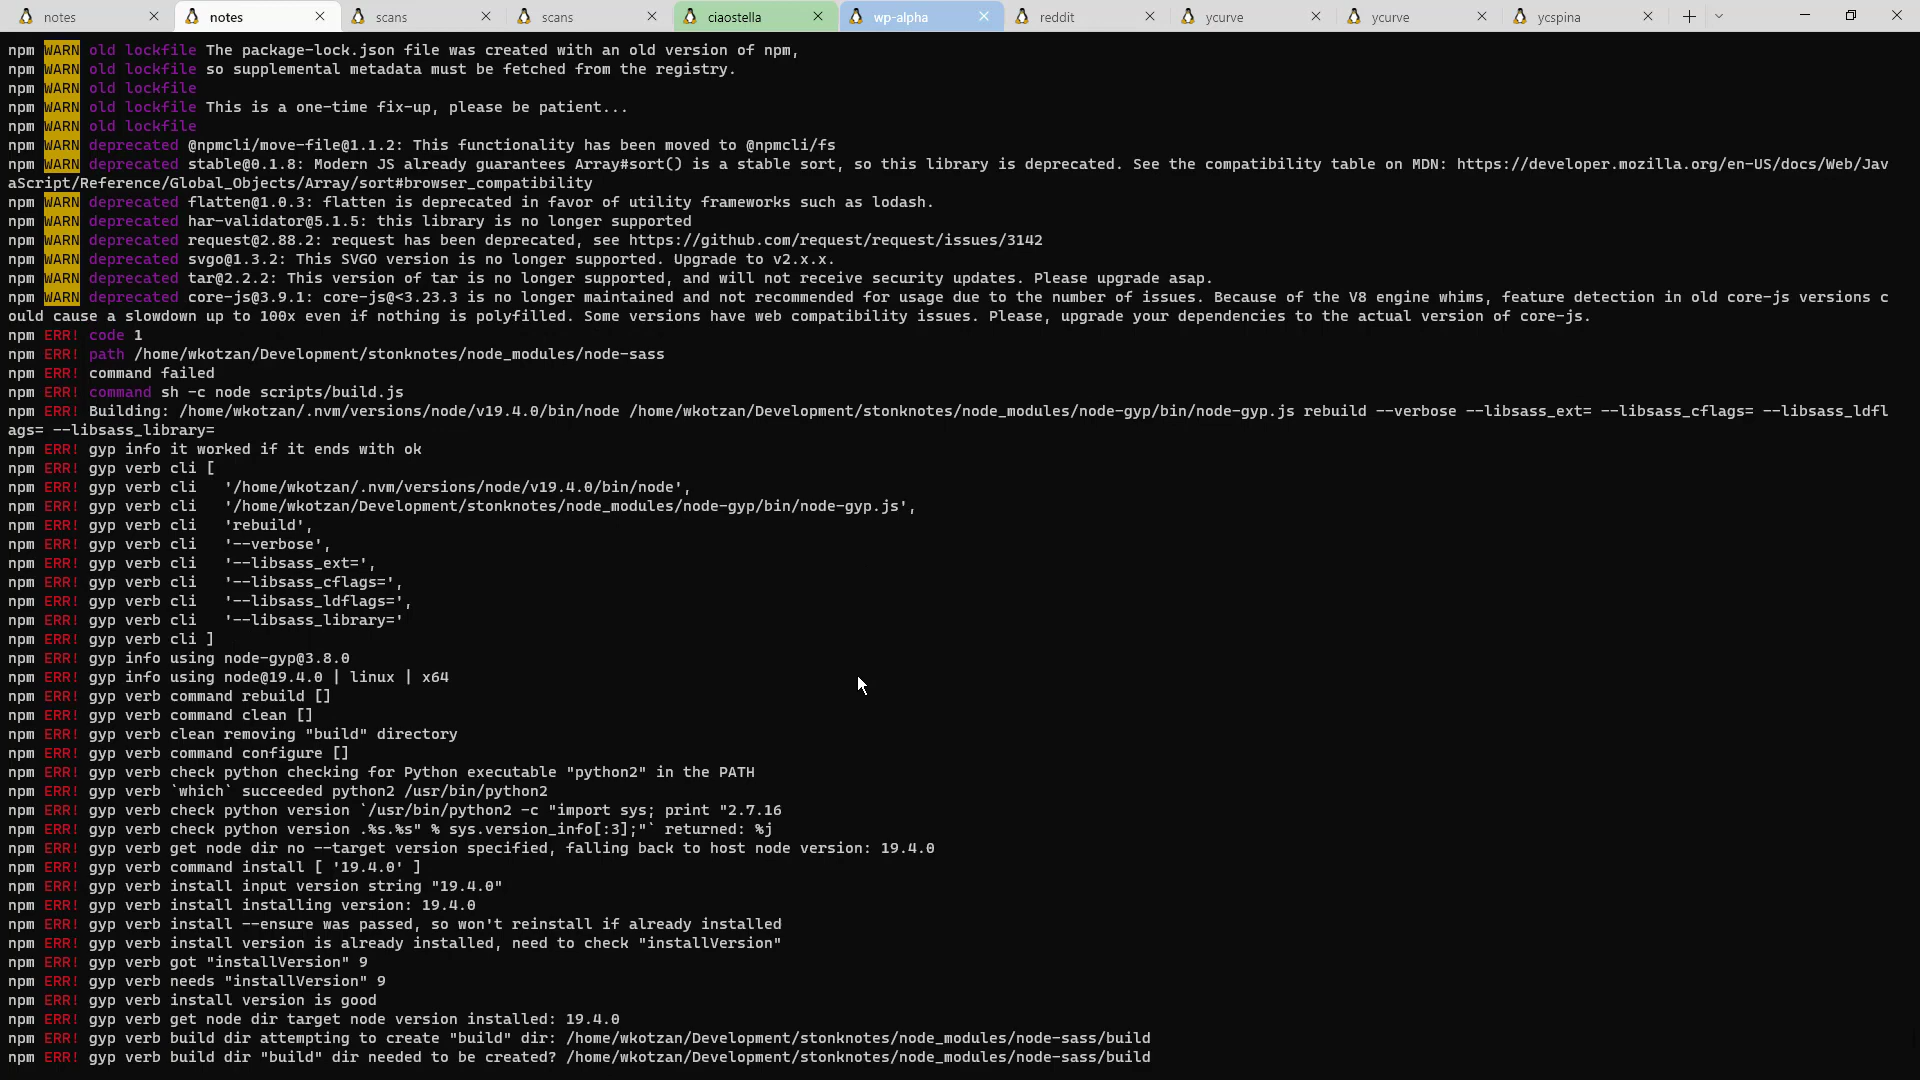 notes notes scans scans ciaostella wp-alpha reddit ycurve ycurve ycspina
npm WARN old lockfile The package-lock.json file was created with an old version of npm,
npm WARN old lockfile so supplemental metadata must be fetched from the registry.
npm WARN old lockfile
npm WARN old lockfile This is a one-time fix-up, please be patient...
npm WARN old lockfile
npm WARN deprecated @npmcli/move-file@1.1.2: This functionality has been moved to @npmcli/fs
npm WARN deprecated stable@0.1.8: Modern JS already guarantees Array#sort() is a stable sort, so this library is deprecated. See the compatibility table on MDN: https://developer.mozilla.org/en-US/docs/Web/Jav
aScript/Reference/Global_Objects/Array/sort#browser_compatibility
npm WARN deprecated flatten@1.0.3: flatten is deprecated in favor of utility frameworks such as lodash.
npm WARN deprecated har-validator@5.1.5: this library is no longer supported
npm WARN deprecated request@2.88.2: request has been deprecated, see https://github.com/request/request/issues/3142
npm WARN deprecated svgo@1.3.2: This SVGO version is no longer supported. Upgrade to v2.x.x.
npm WARN deprecated tar@2.2.2: This version of tar is no longer supported, and will not receive security updates. Please upgrade asap.
npm WARN deprecated core-js@3.9.1: core-js@<3.23.3 is no longer maintained and not recommended for usage due to the number of issues. Because of the V8 engine whims, feature detection in old core-js versions c
ould cause a slowdown up to 100x even if nothing is polyfilled. Some versions have web compatibility issues. Please, upgrade your dependencies to the actual version of core-js.
npm ERR! code 1
npm ERR! path /home/wkotzan/Development/stonknotes/node_modules/node-sass
npm ERR! command failed
npm ERR! command sh -c node scripts/build.js
npm ERR! Building: /home/wkotzan/.nvm/versions/node/v19.4.0/bin/node /home/wkotzan/Development/stonknotes/node_modules/node-gyp/bin/node-gyp.js rebuild --verbose --libsass_ext= --libsass_cflags= --libsass_ldfl
ags= --libsass_library=
npm ERR! gyp info it worked if it ends with ok
npm ERR! gyp verb cli [
npm ERR! gyp verb cli   '/home/wkotzan/.nvm/versions/node/v19.4.0/bin/node',
npm ERR! gyp verb cli   '/home/wkotzan/Development/stonknotes/node_modules/node-gyp/bin/node-gyp.js',
npm ERR! gyp verb cli   'rebuild',
npm ERR! gyp verb cli   '--verbose',
npm ERR! gyp verb cli   '--libsass_ext=',
npm ERR! gyp verb cli   '--libsass_cflags=',
npm ERR! gyp verb cli   '--libsass_ldflags=',
npm ERR! gyp verb cli   '--libsass_library='
npm ERR! gyp verb cli ]
npm ERR! gyp info using node-gyp@3.8.0
npm ERR! gyp info using node@19.4.0 | linux | x64
npm ERR! gyp verb command rebuild []
npm ERR! gyp verb command clean []
npm ERR! gyp verb clean removing "build" directory
npm ERR! gyp verb command configure []
npm ERR! gyp verb check python checking for Python executable "python2" in the PATH
npm ERR! gyp verb `which` succeeded python2 /usr/bin/python2
npm ERR! gyp verb check python version `/usr/bin/python2 -c "import sys; print "2.7.16
npm ERR! gyp verb check python version .%s.%s" % sys.version_info[:3];"` returned: %j
npm ERR! gyp verb get node dir no --target version specified, falling back to host node version: 19.4.0
npm ERR! gyp verb command install [ '19.4.0' ]
npm ERR! gyp verb install input version string "19.4.0"
npm ERR! gyp verb install installing version: 19.4.0
npm ERR! gyp verb install --ensure was passed, so won't reinstall if already installed
npm ERR! gyp verb install version is already installed, need to check "installVersion"
npm ERR! gyp verb got "installVersion" 9
npm ERR! gyp verb needs "installVersion" 9
npm ERR! gyp verb install version is good
npm ERR! gyp verb get node dir target node version installed: 19.4.0
npm ERR! gyp verb build dir attempting to create "build" dir: /home/wkotzan/Development/stonknotes/node_modules/node-sass/build
npm ERR! gyp verb build dir "build" dir needed to be created? /home/wkotzan/Development/stonknotes/node_modules/node-sass/build